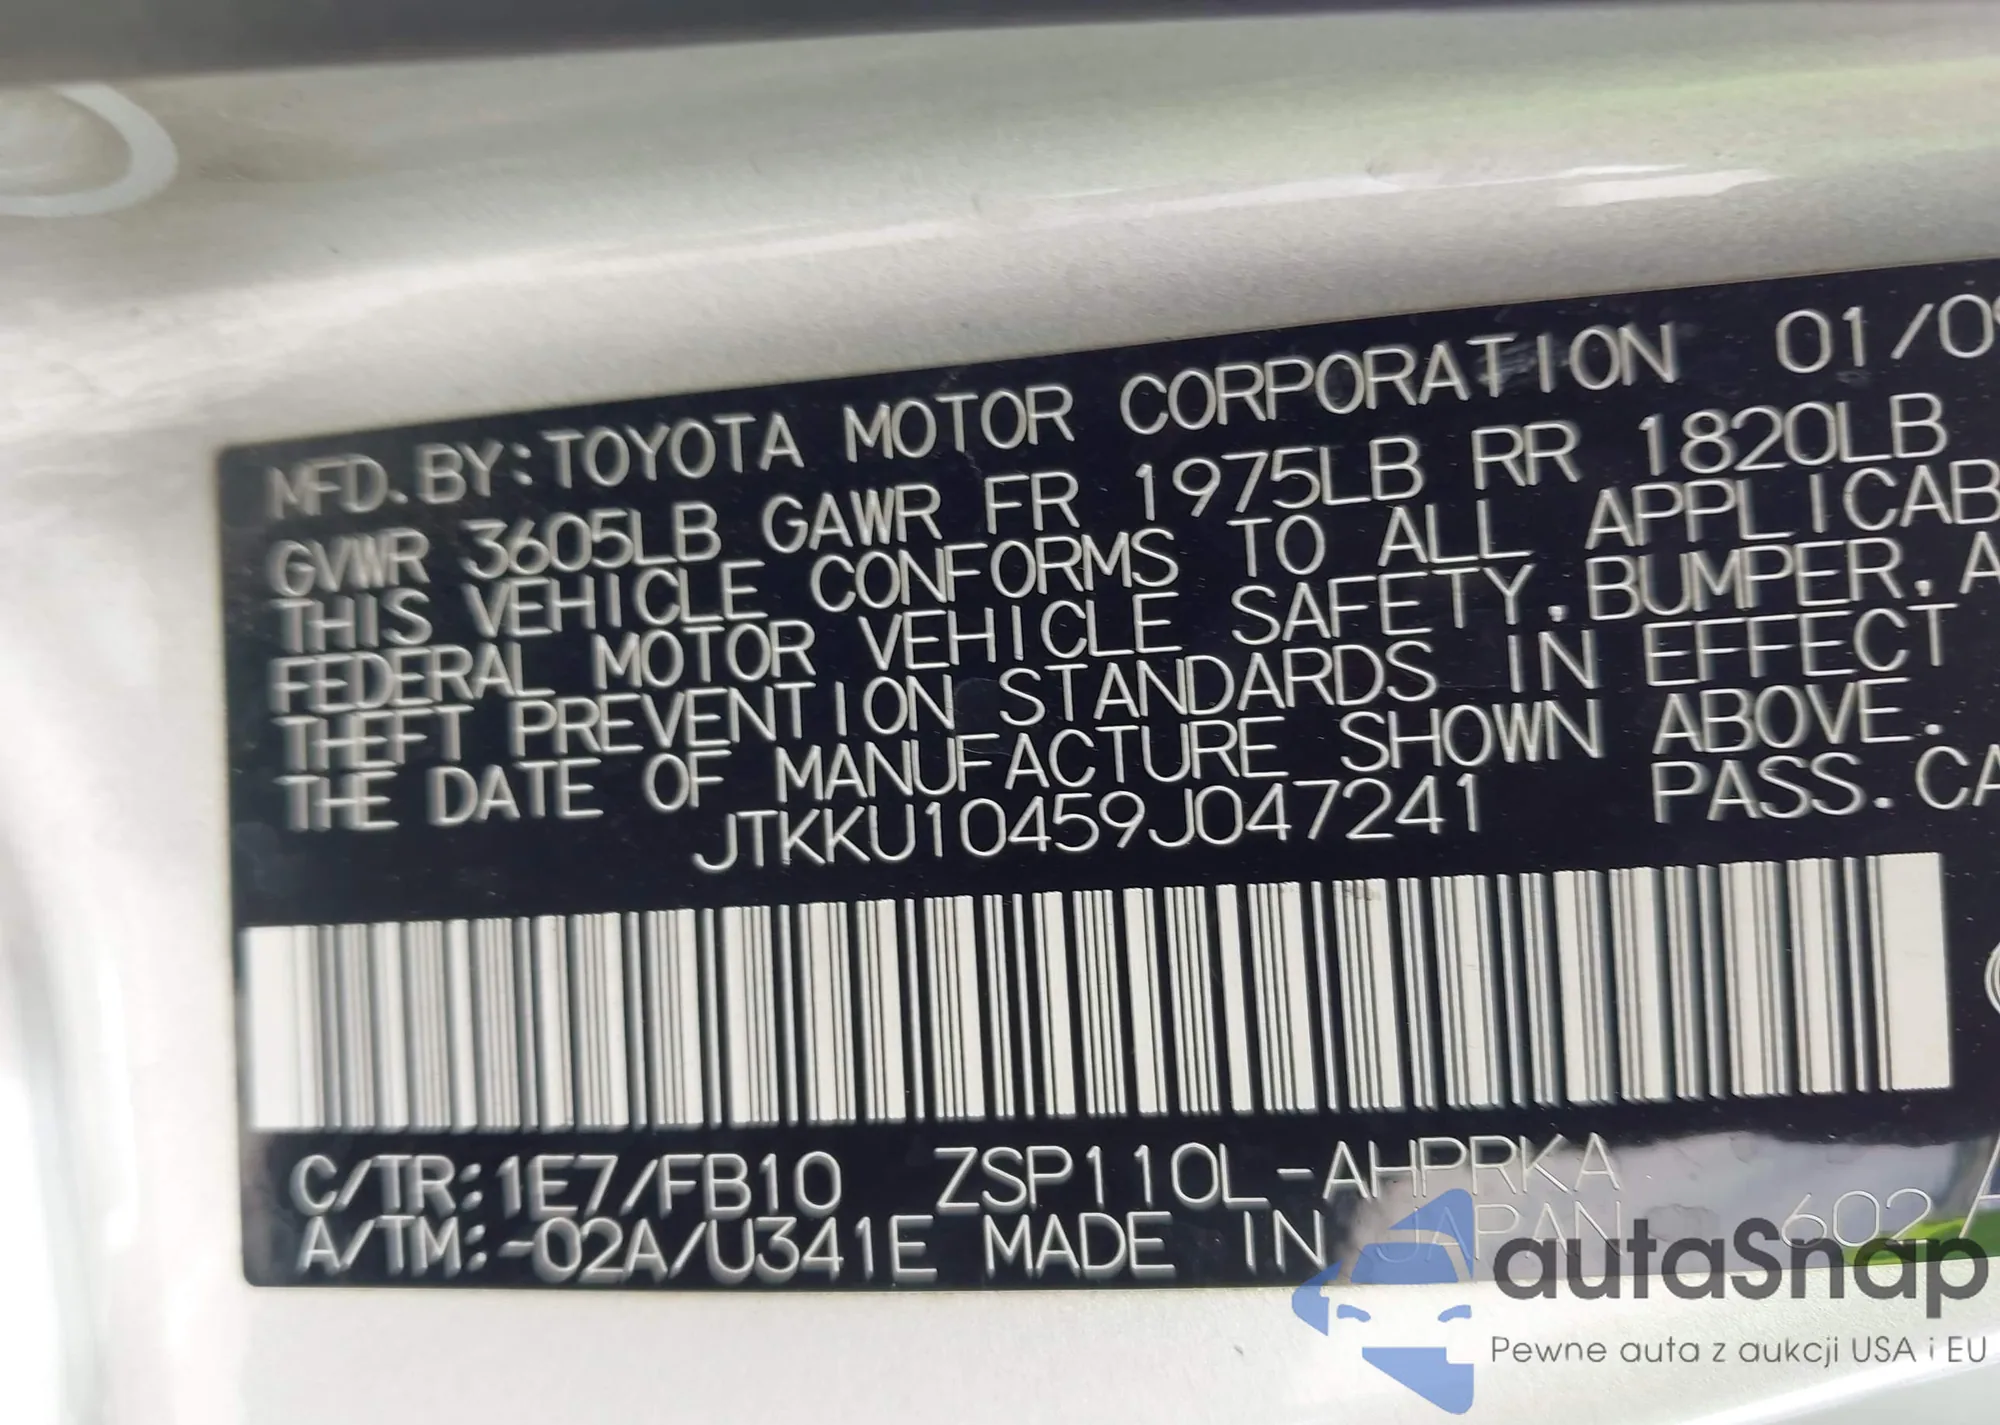 MFD. BY: TOYOTA MOTOR CORPORATION 01/09
GVWR 3605LB GAWR FR 1975LB RR 1820LB
THIS VEHICLE CONFORMS TO ALL APPLICAB
FEDERAL MOTOR VEHICLE SAFETY, BUMPER, A
THEFT PREVENTION STANDARDS IN EFFECT
THE DATE OF MANUFACTURE SHOWN ABOVE.
JTKKU10459J047241 PASS. CA
C/TR: 1E7/FB10 ZSP110L-AHPRKA
A/TM: -02A/U341E MADE IN JAPAN 602
autaSnap
Pewne auta z aukcji USA i EU